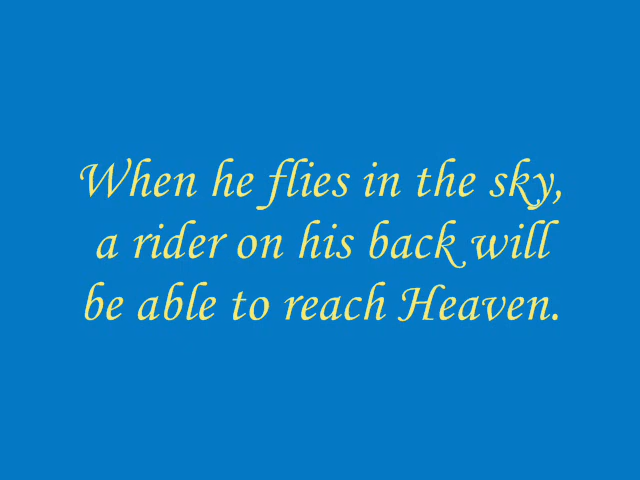 When he flies in the sky,
a rider on his back will
be able to reach Heaven.